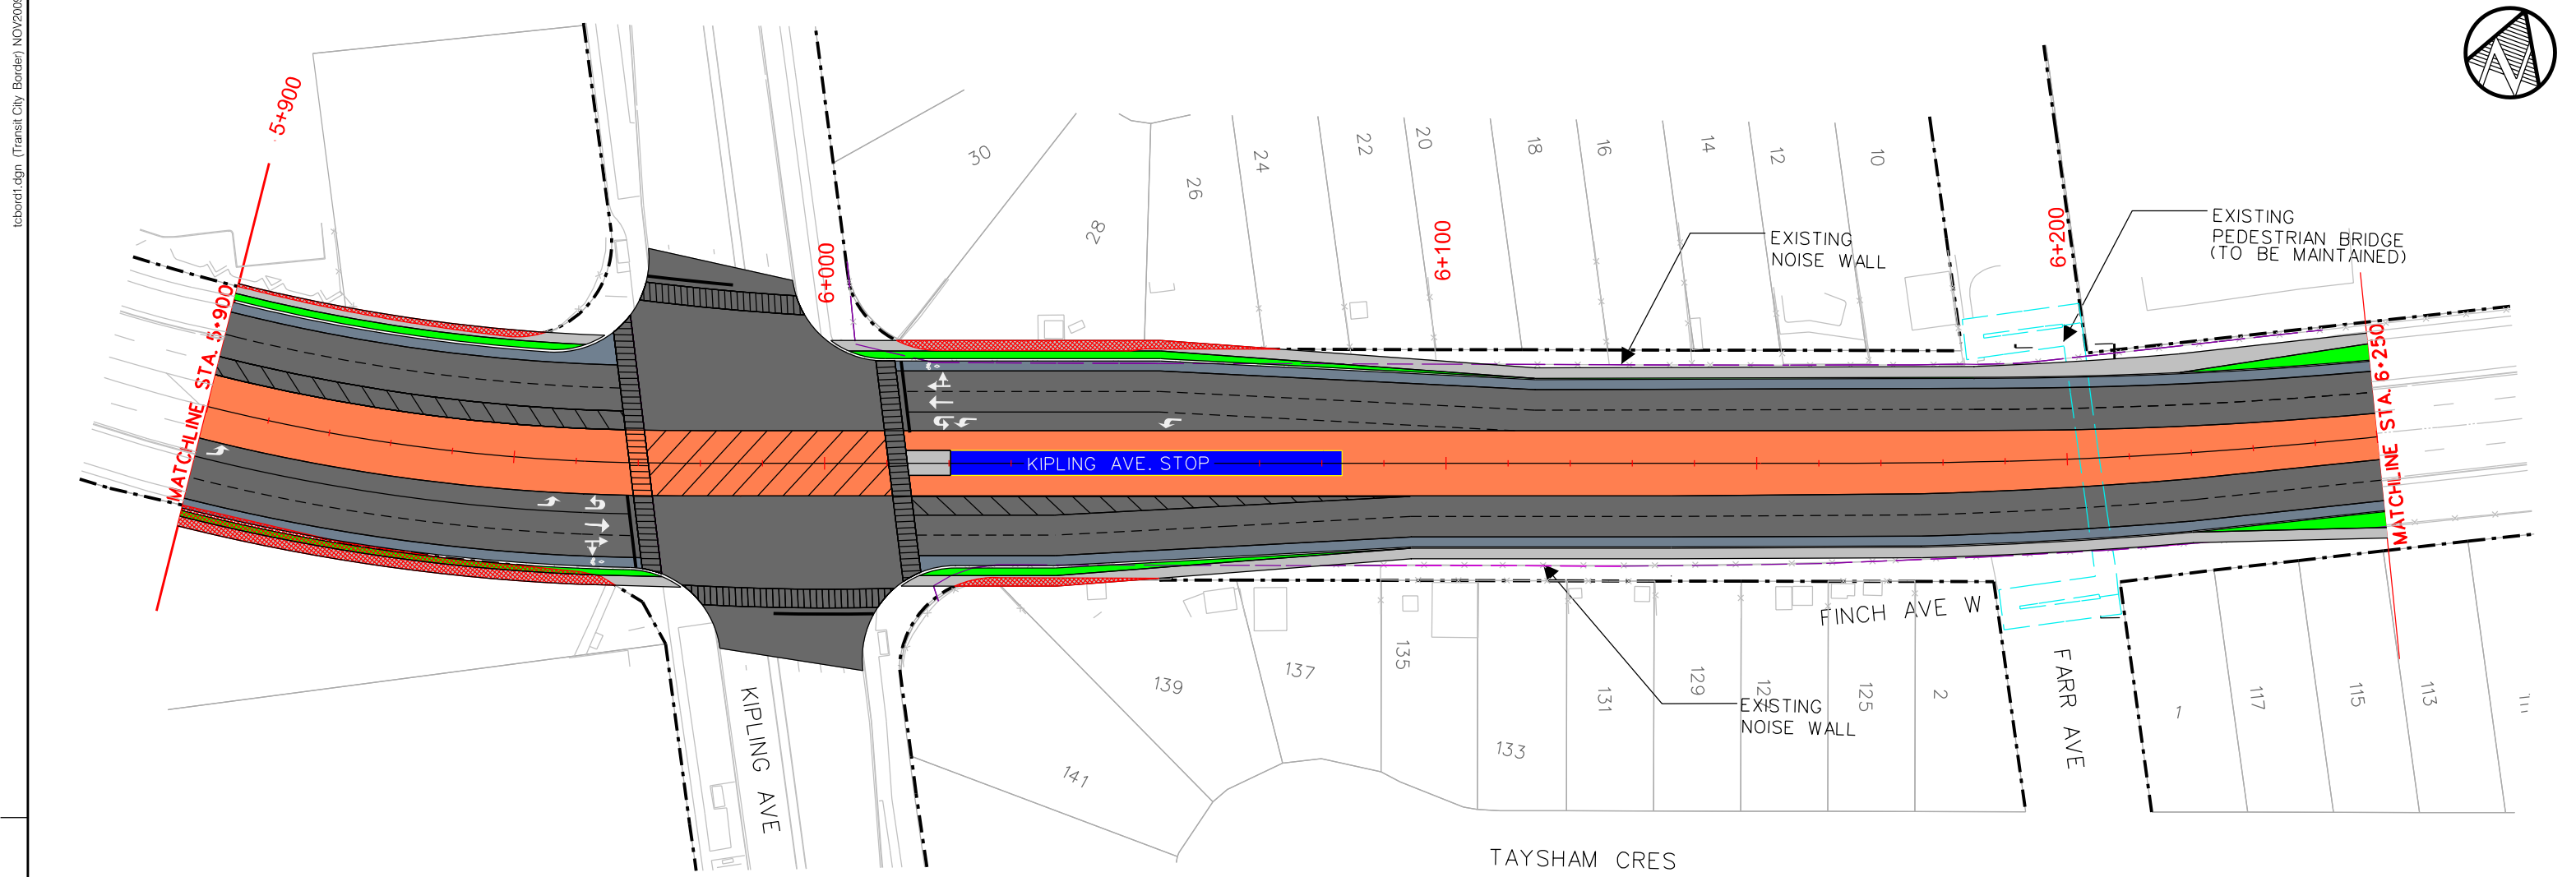 tcbord1.dgn (Transit City Border) NOV2009
5+900
MATCHLINE STA. 5+900
6+000
30
28
26
24
22
20
18
16
14
12
10
6+100
6+200
EXISTING
NOISE WALL
EXISTING
PEDESTRIAN BRIDGE
(TO BE MAINTAINED)
N
KIPLING AVE. STOP
MATCHLINE STA. 6+250
FINCH AVE W
KIPLING AVE
141
139
137
135
133
131
129
125
2
EXISTING
NOISE WALL
FARR AVE
1
117
115
113
TAYSHAM CRES